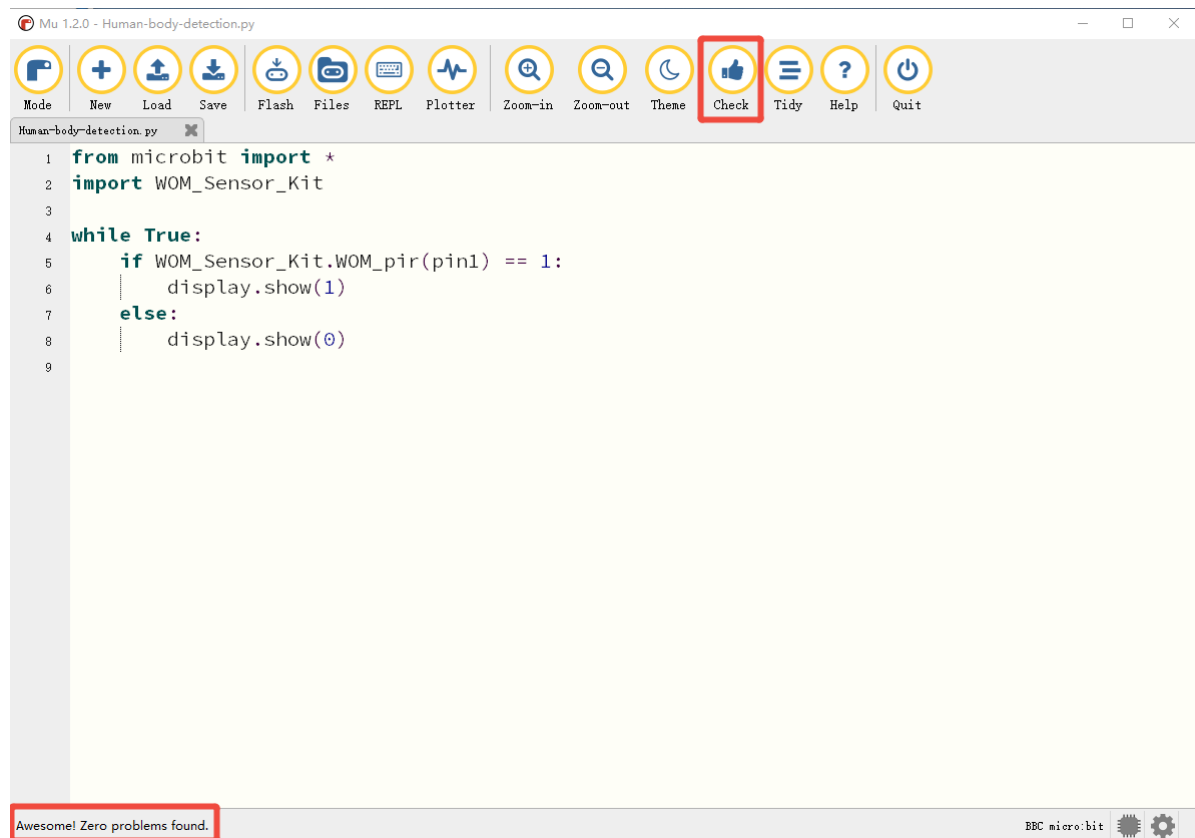 Mu 1.2.0 - Human-body-detection.py
Mode New Load Save Flash Files REPL Plotter Zoom-in Zoom-out Theme Check Tidy Help Quit
Human-body-detection.py
1 from microbit import *
2 import WOM_Sensor_Kit
3
4 while True:
5     if WOM_Sensor_Kit.WOM_pir(pin1) == 1:
6         display.show(1)
7     else:
8         display.show(0)
9
Awesome! Zero problems found. BBC micro:bit